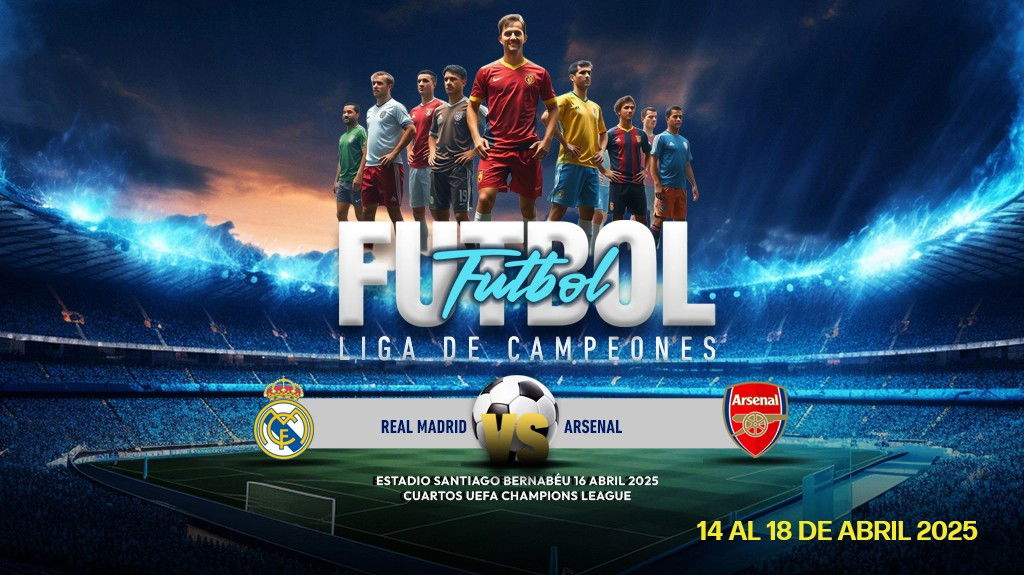 FUTBOL
Futbol
LIGA DE CAMPEONES
REAL MADRID VS ARSENAL
Arsenal
ESTADIO SANTIAGO BERNABÉU 16 ABRIL 2025
CUARTOS UEFA CHAMPIONS LEAGUE
14 AL 18 DE ABRIL 2025
19